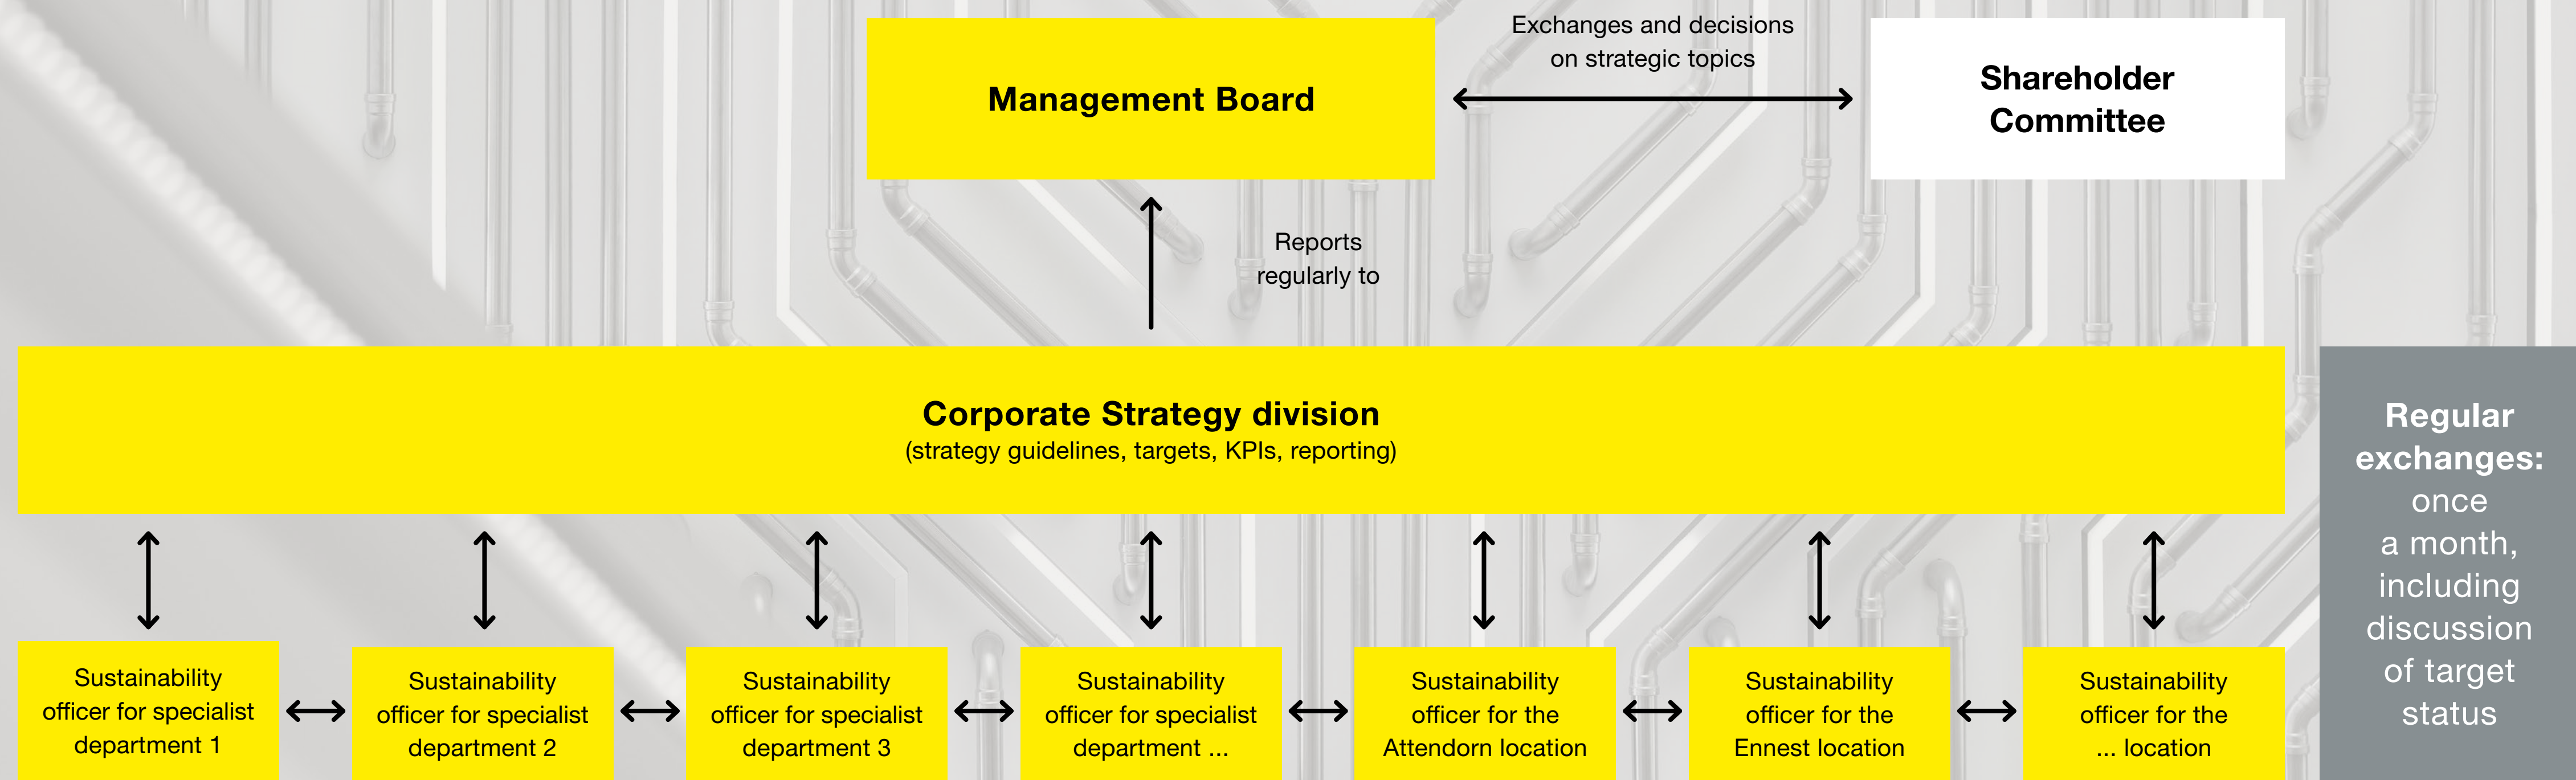 Management Board
Exchanges and decisions
on strategic topics
Shareholder
Committee
Reports
regularly to
Corporate Strategy division
(strategy guidelines, targets, KPIs, reporting)
Regular
exchanges:
once
a month,
including
discussion
of target
status
Sustainability
officer for specialist
department 1
Sustainability
officer for specialist
department 2
Sustainability
officer for specialist
department 3
Sustainability
officer for specialist
department ...
Sustainability
officer for the
Attendorn location
Sustainability
officer for the
Ennest location
Sustainability
officer for the
... location